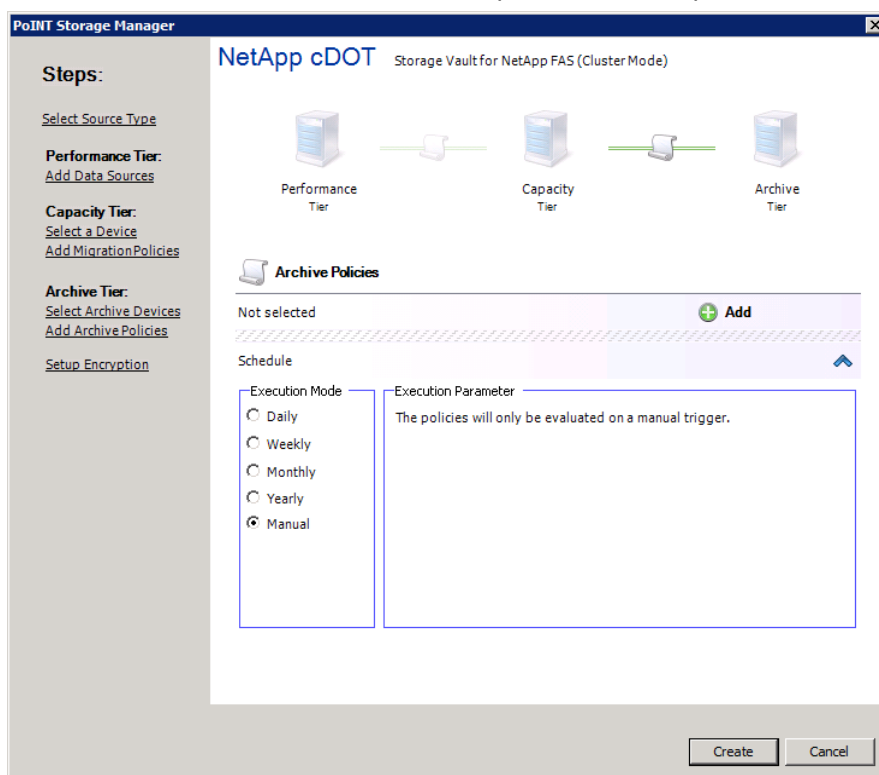 PoINT Storage Manager
Steps:
Select Source Type
Performance Tier:
Add Data Sources
Capacity Tier:
Select a Device
Add Migration Policies
Archive Tier:
Select Archive Devices
Add Archive Policies
Setup Encryption
NetApp cDOT Storage Vault for NetApp FAS (Cluster Mode)
Performance
Tier
Capacity
Tier
Archive
Tier
Archive Policies
Not selected
Add
Schedule
Execution Mode
Daily
Weekly
Monthly
Yearly
Manual
Execution Parameter
The policies will only be evaluated on a manual trigger.
Create
Cancel